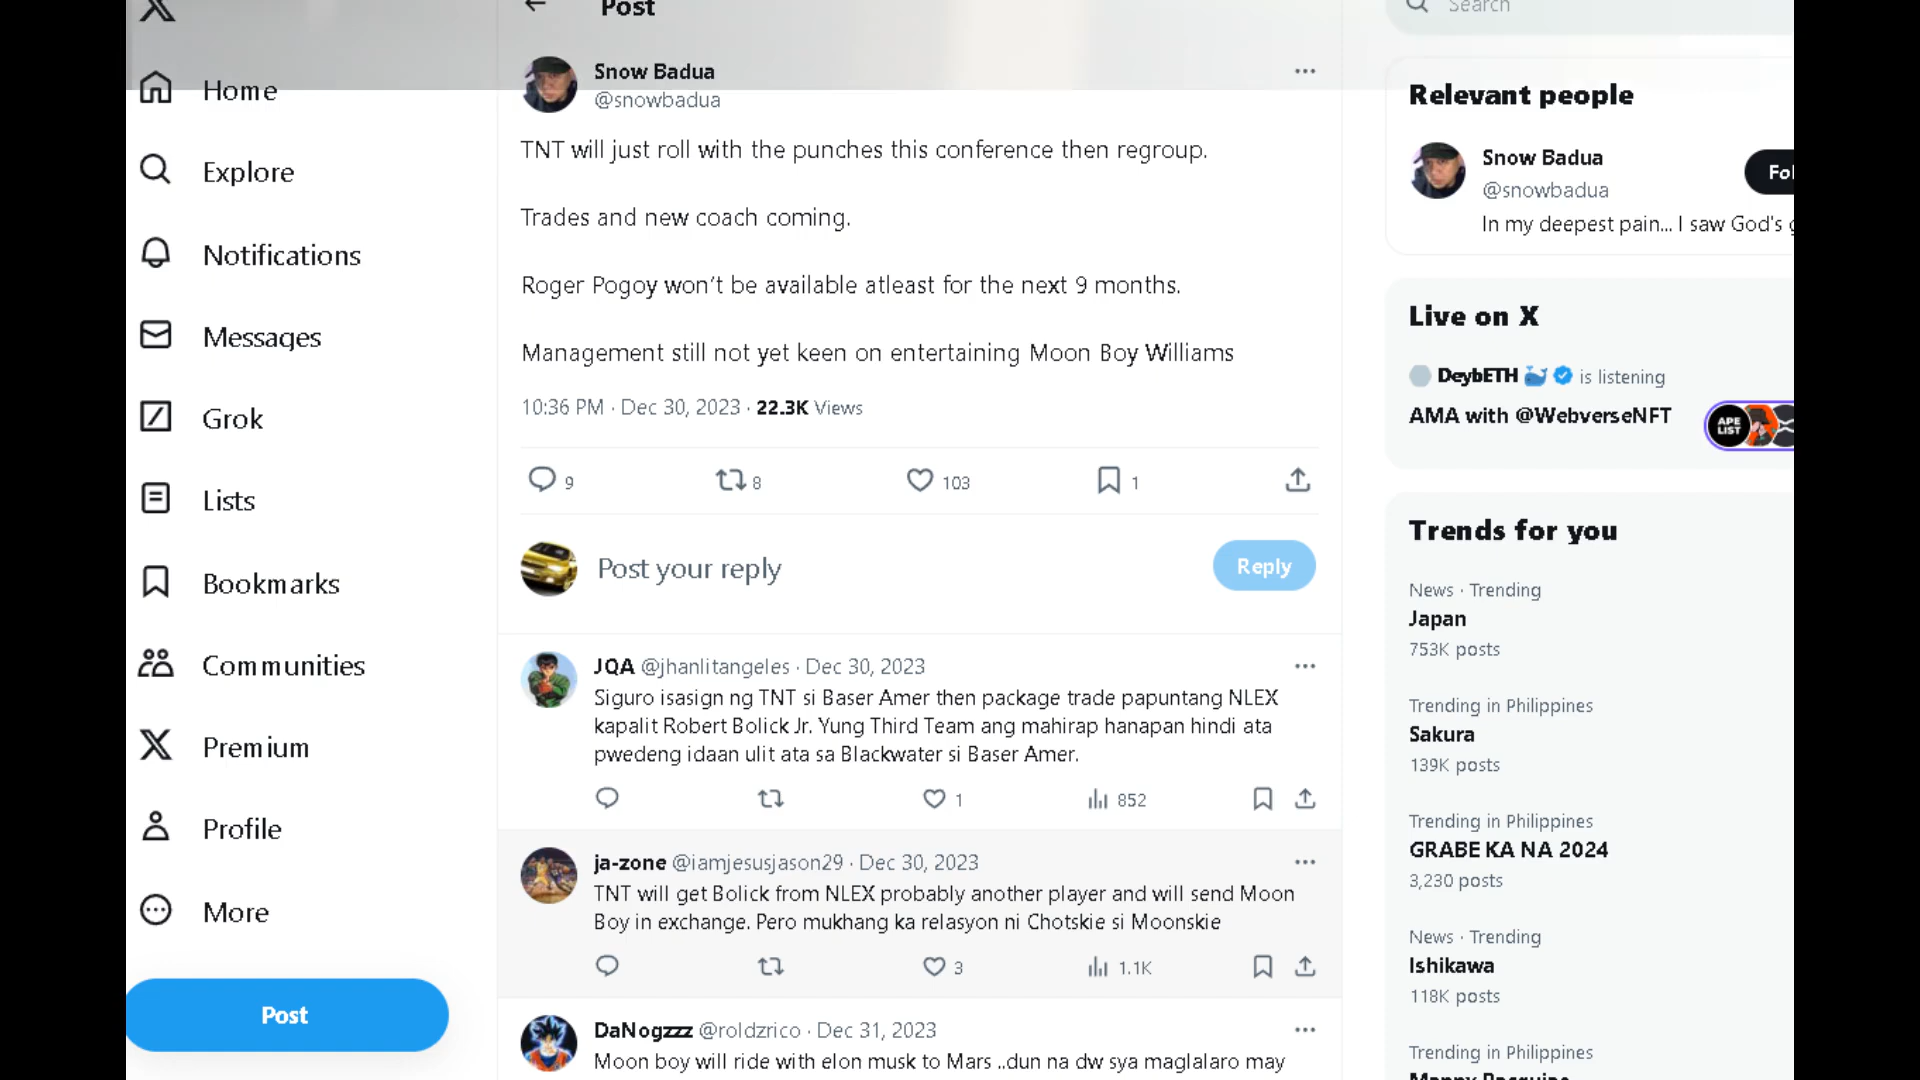 Post
Search
Snow Badua
@snowbadua
Home
Explore
Notifications
Messages
Grok
Lists
Bookmarks
Communities
Premium
Profile
More
Post
TNT will just roll with the punches this conference then regroup.
Trades and new coach coming.
Roger Pogoy won't be available atleast for the next 9 months.
Management still not yet keen on entertaining Moon Boy Williams
10:36 PM · Dec 30, 2023 · 22.3K Views
9 8 103 1
Post your reply
Reply
JQA @jhanlitangeles · Dec 30, 2023
Siguro isasign ng TNT si Baser Amer then package trade papuntang NLEX
kapalit Robert Bolick Jr. Yung Third Team ang mahirap hanapan hindi ata
pwedeng idaan ulit ata sa Blackwater si Baser Amer.
1 852
ja-zone @iamjesusjason29 · Dec 30, 2023
TNT will get Bolick from NLEX probably another player and will send Moon
Boy in exchange. Pero mukhang ka relasyon ni Chotskie si Moonskie
3 1.1K
DaNogzzz @roldzrico · Dec 31, 2023
Moon boy will ride with elon musk to Mars ..dun na dw sya maglalaro may
Relevant people
Snow Badua
Fol
@snowbadua
In my deepest pain... I saw God's
Live on X
DeybETH 🐳 is listening
AMA with @WebverseNFT
APE
LIST
Trends for you
News · Trending
Japan
753K posts
Trending in Philippines
Sakura
139K posts
Trending in Philippines
GRABE KA NA 2024
3,230 posts
News · Trending
Ishikawa
118K posts
Trending in Philippines
Manny Pacquiao